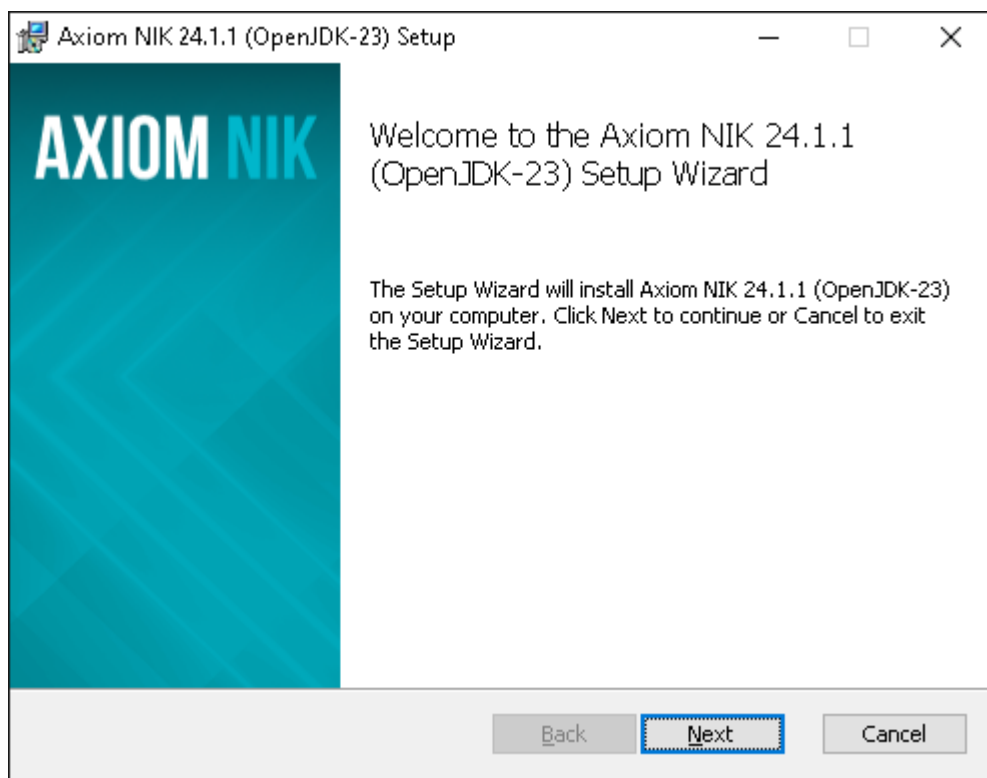 Axiom NIK 24.1.1 (OpenJDK-23) Setup
AXIOM NIK
Welcome to the Axiom NIK 24.1.1
(OpenJDK-23) Setup Wizard
The Setup Wizard will install Axiom NIK 24.1.1 (OpenJDK-23)
on your computer. Click Next to continue or Cancel to exit
the Setup Wizard.
Back
Next
Cancel